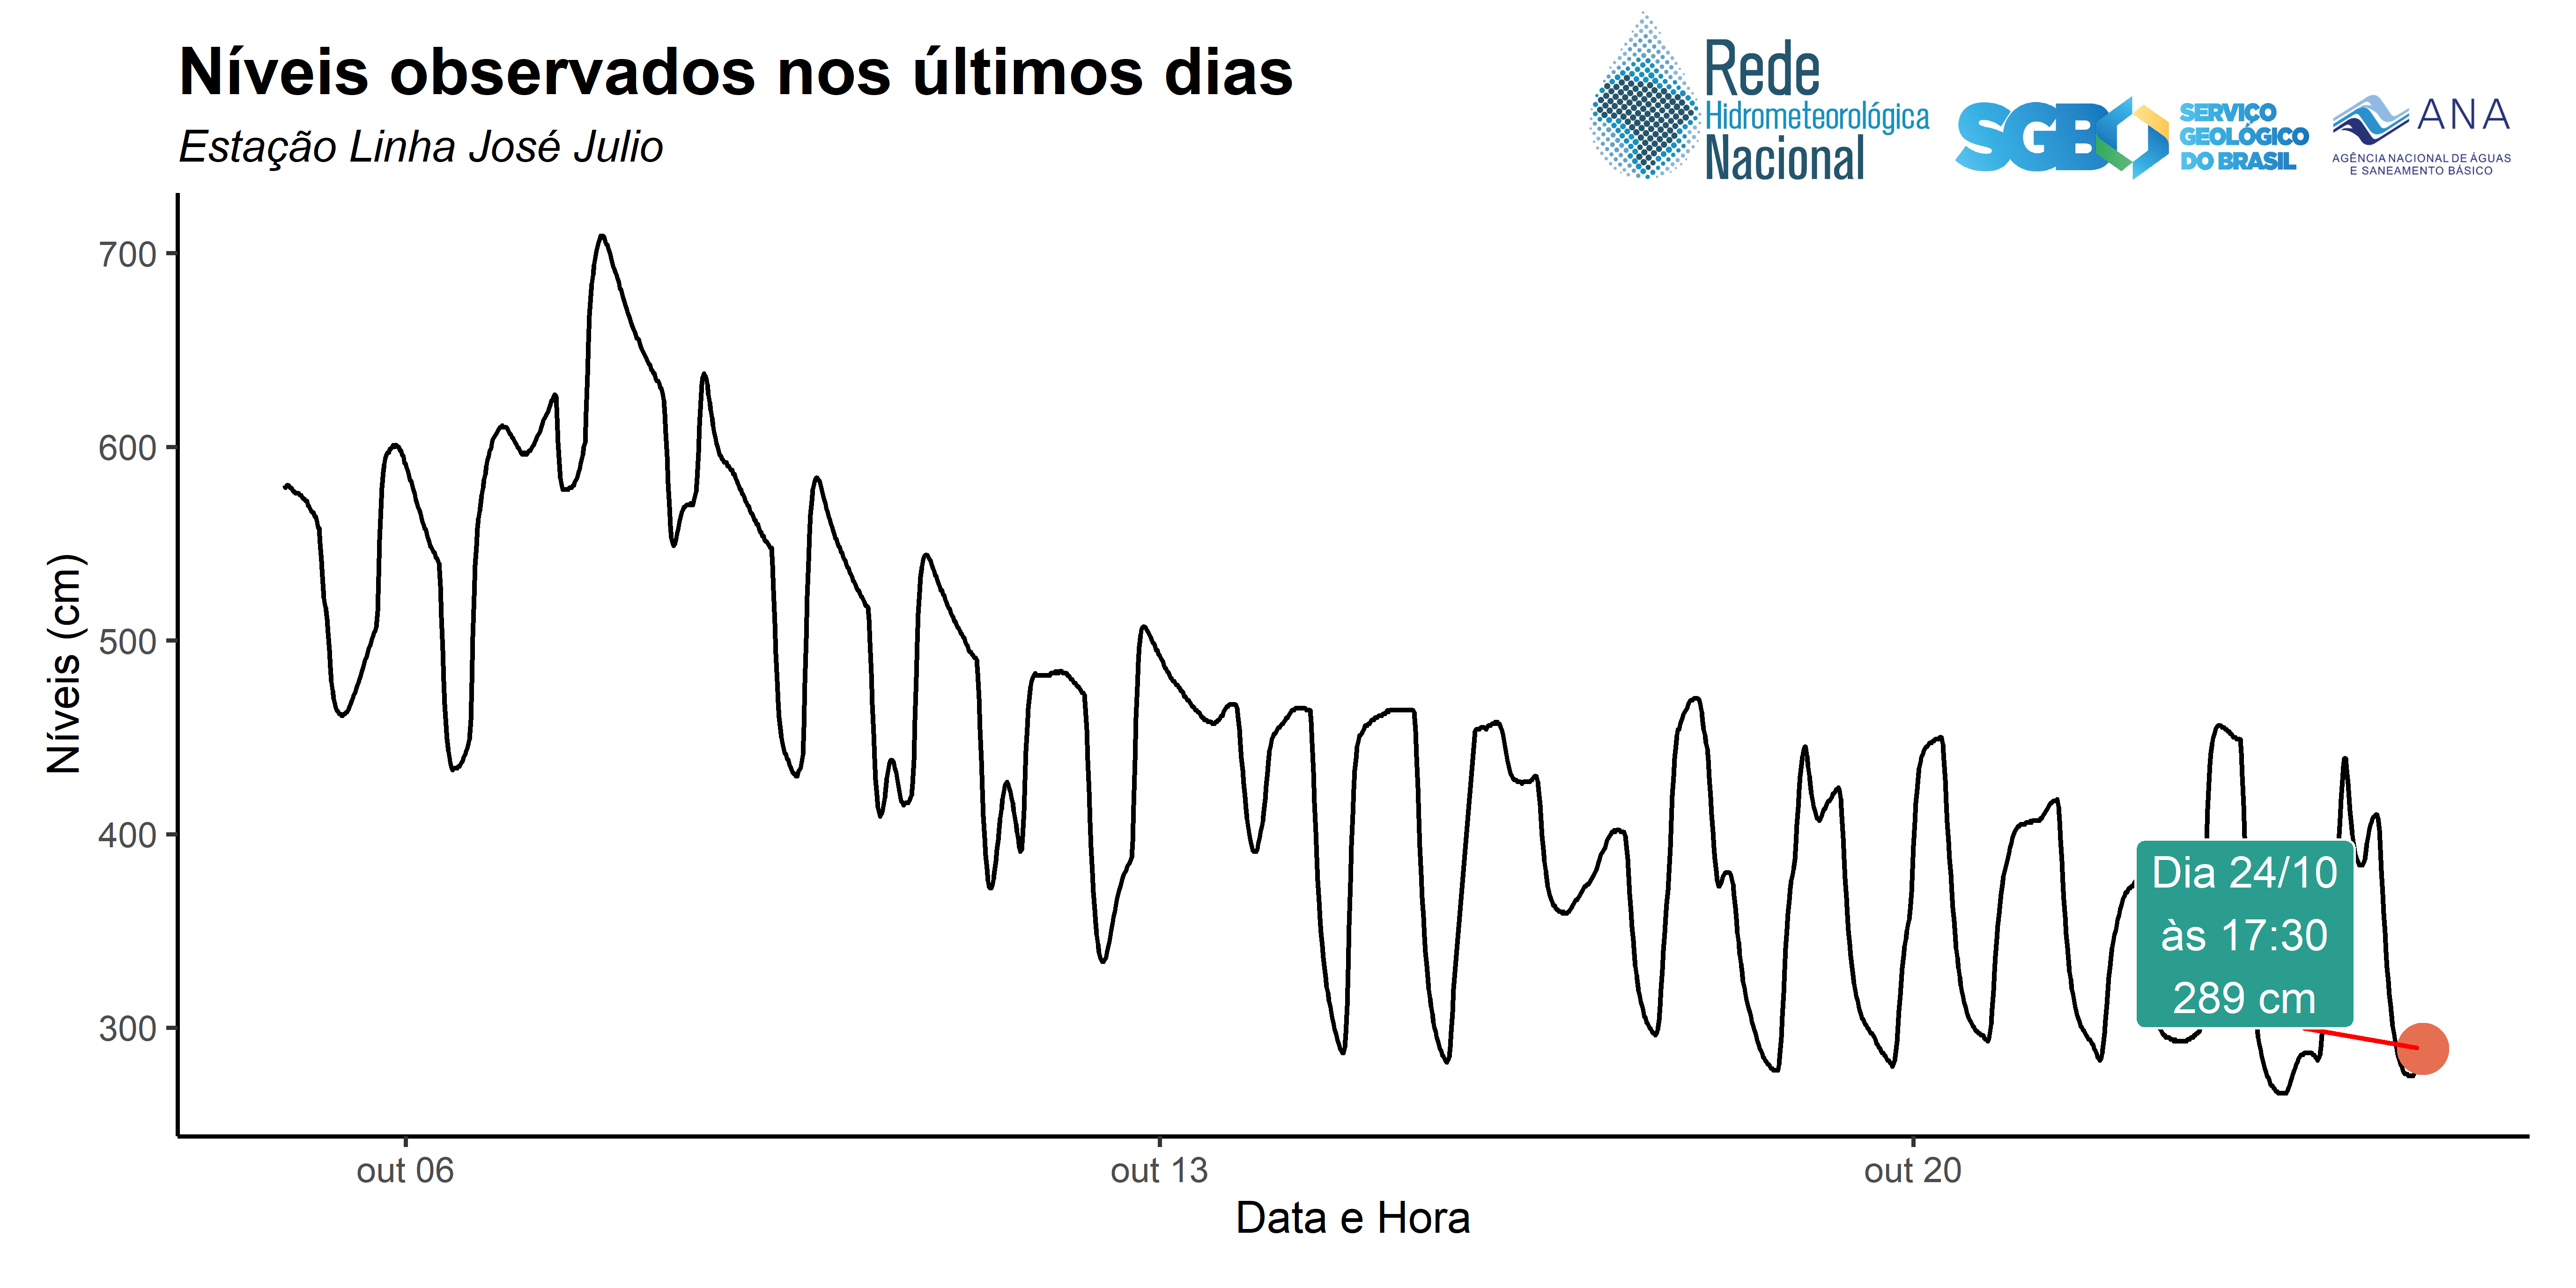 Níveis observados nos últimos dias
Estação Linha José Julio
Rede
Hidrometeorológica
Nacional
SGB
SERVIÇO
GEOLÓGICO
DO BRASIL
ANA
AGÊNCIA NACIONAL DE ÁGUAS
E SANEAMENTO BÁSICO
Níveis (cm)
700
600
500
400
300
Dia 24/10
às 17:30
289 cm
out 06
out 13
out 20
Data e Hora